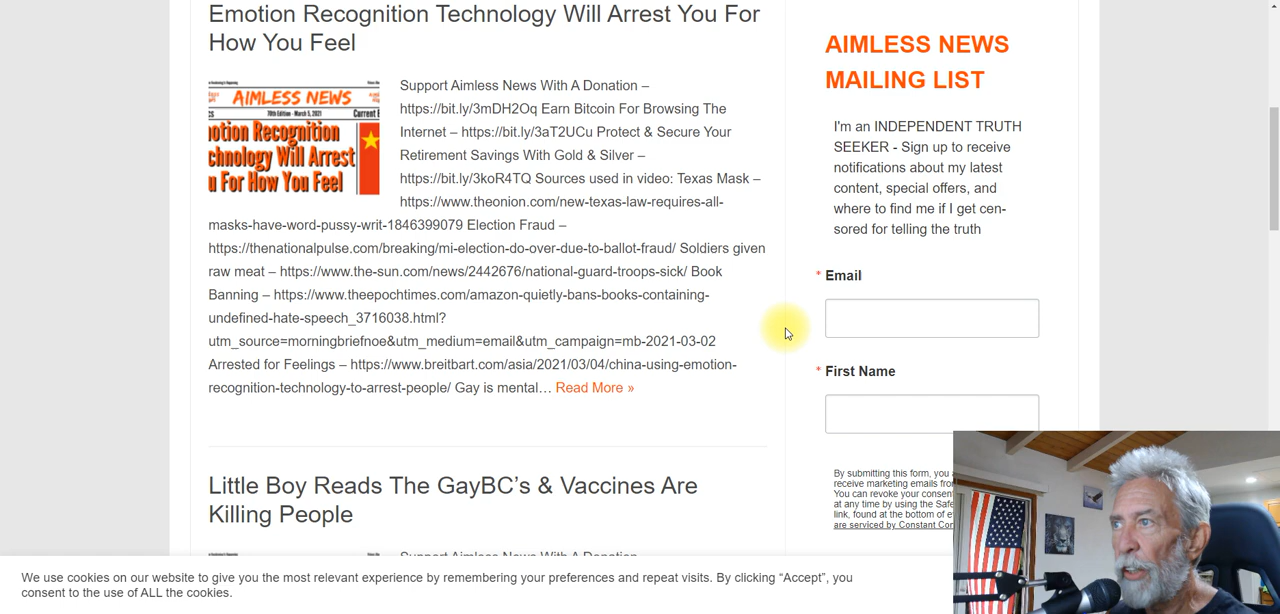 Emotion Recognition Technology Will Arrest You For
How You Feel
AIMLESS NEWS
70th Edition - March 5, 2021
Current E
otion Recognition
chnology Will Arrest
u For How You Feel
Support Aimless News With A Donation –
https://bit.ly/3mDH2Oq Earn Bitcoin For Browsing The
Internet – https://bit.ly/3aT2UCu Protect & Secure Your
Retirement Savings With Gold & Silver –
https://bit.ly/3koR4TQ Sources used in video: Texas Mask –
https://www.theonion.com/new-texas-law-requires-all-
masks-have-word-pussy-writ-1846399079 Election Fraud –
https://thenationalpulse.com/breaking/mi-election-do-over-due-to-ballot-fraud/ Soldiers given
raw meat – https://www.the-sun.com/news/2442676/national-guard-troops-sick/ Book
Banning – https://www.theepochtimes.com/amazon-quietly-bans-books-containing-
undefined-hate-speech_3716038.html?
utm_source=morningbriefnoe&utm_medium=email&utm_campaign=mb-2021-03-02
Arrested for Feelings – https://www.breitbart.com/asia/2021/03/04/china-using-emotion-
recognition-technology-to-arrest-people/ Gay is mental… Read More »
Little Boy Reads The GayBC's & Vaccines Are
Killing People
Support Aimless News With A Donation
AIMLESS NEWS
MAILING LIST
I'm an INDEPENDENT TRUTH
SEEKER - Sign up to receive
notifications about my latest
content, special offers, and
where to find me if I get cen-
sored for telling the truth
* Email
* First Name
By submitting this form, you
receive marketing emails
You can revoke your
at any time by using the
link, found at the bottom of
are serviced by Constant
We use cookies on our website to give you the most relevant experience by remembering your preferences and repeat visits. By clicking “Accept”, you
consent to the use of ALL the cookies.